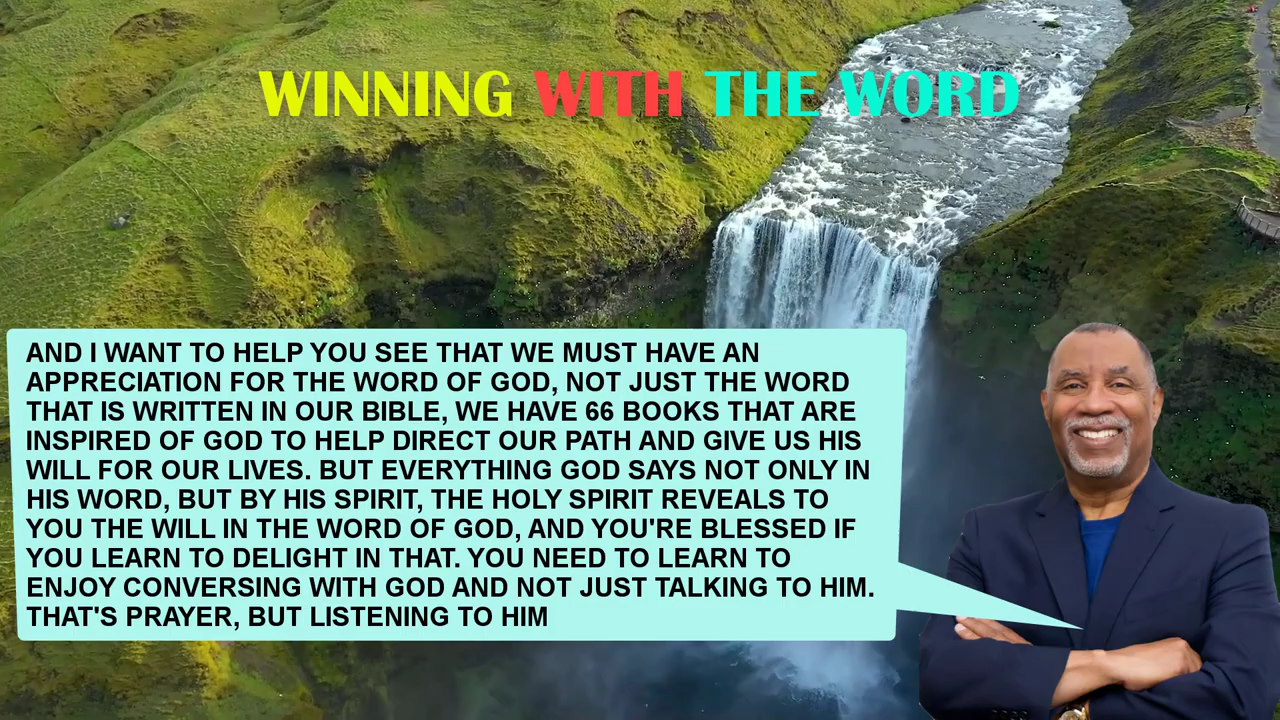 WINNING WITH THE WORD
AND I WANT TO HELP YOU SEE THAT WE MUST HAVE AN
APPRECIATION FOR THE WORD OF GOD, NOT JUST THE WORD
THAT IS WRITTEN IN OUR BIBLE, WE HAVE 66 BOOKS THAT ARE
INSPIRED OF GOD TO HELP DIRECT OUR PATH AND GIVE US HIS
WILL FOR OUR LIVES. BUT EVERYTHING GOD SAYS NOT ONLY IN
HIS WORD, BUT BY HIS SPIRIT, THE HOLY SPIRIT REVEALS TO
YOU THE WILL IN THE WORD OF GOD, AND YOU'RE BLESSED IF
YOU LEARN TO DELIGHT IN THAT. YOU NEED TO LEARN TO
ENJOY CONVERSING WITH GOD AND NOT JUST TALKING TO HIM.
THAT'S PRAYER, BUT LISTENING TO HIM